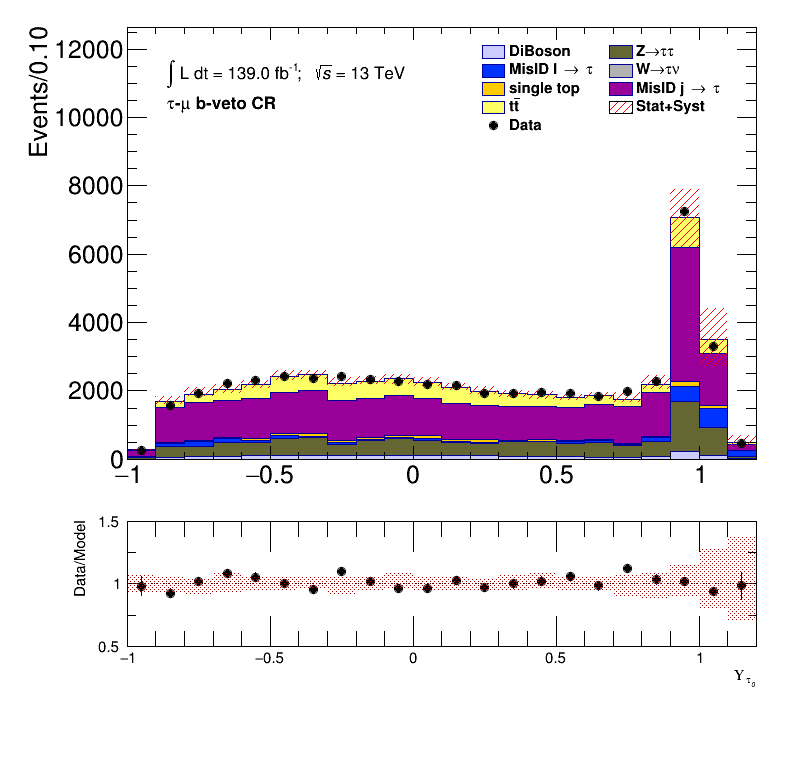 Events/0.10
12000
10000
8000
6000
4000
2000
0
∫ L dt = 139.0 fb⁻¹; √s = 13 TeV
τ-μ b-veto CR
DiBoson
MisID l → τ
single top
tt̄
Data
Z→ττ
W→τν
MisID j → τ
Stat+Syst
−1 −0.5 0 0.5 1
Data/Model
1.5
1
0.5
−1 −0.5 0 0.5 1